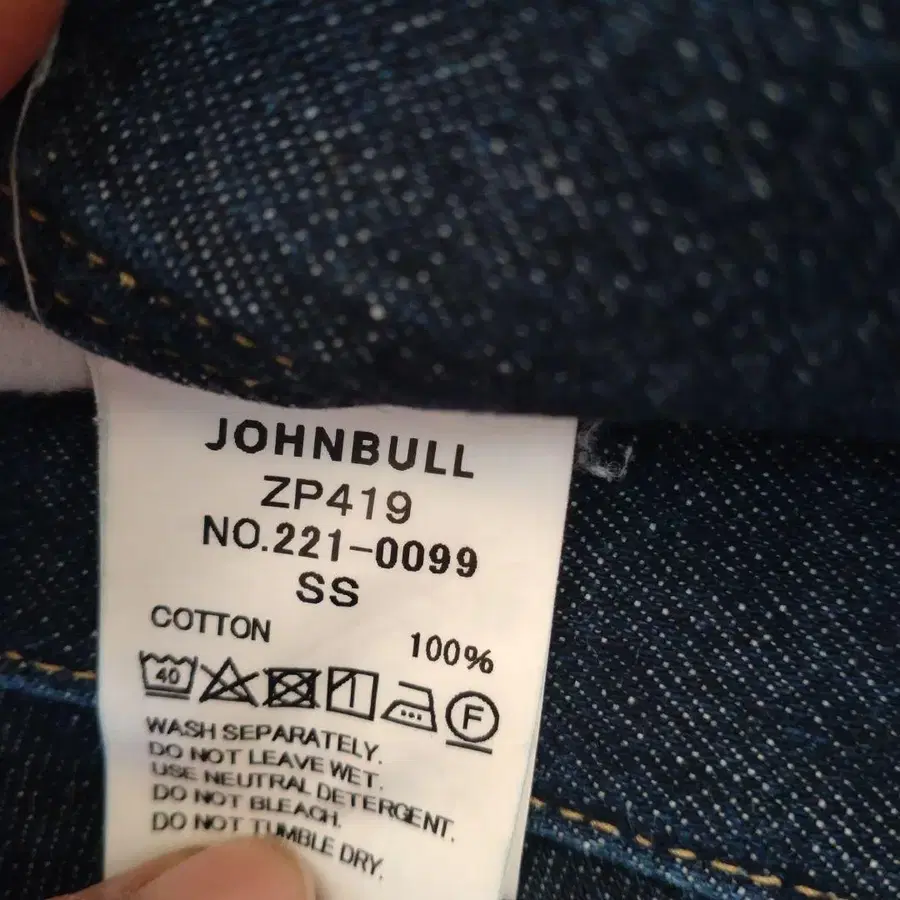 JOHNBULL
ZP419
NO.221-0099
SS
COTTON 100%
40 F
WASH SEPARATELY.
DO NOT LEAVE WET.
USE NEUTRAL DETERGENT.
DO NOT BLEACH.
DO NOT TUMBLE DRY.